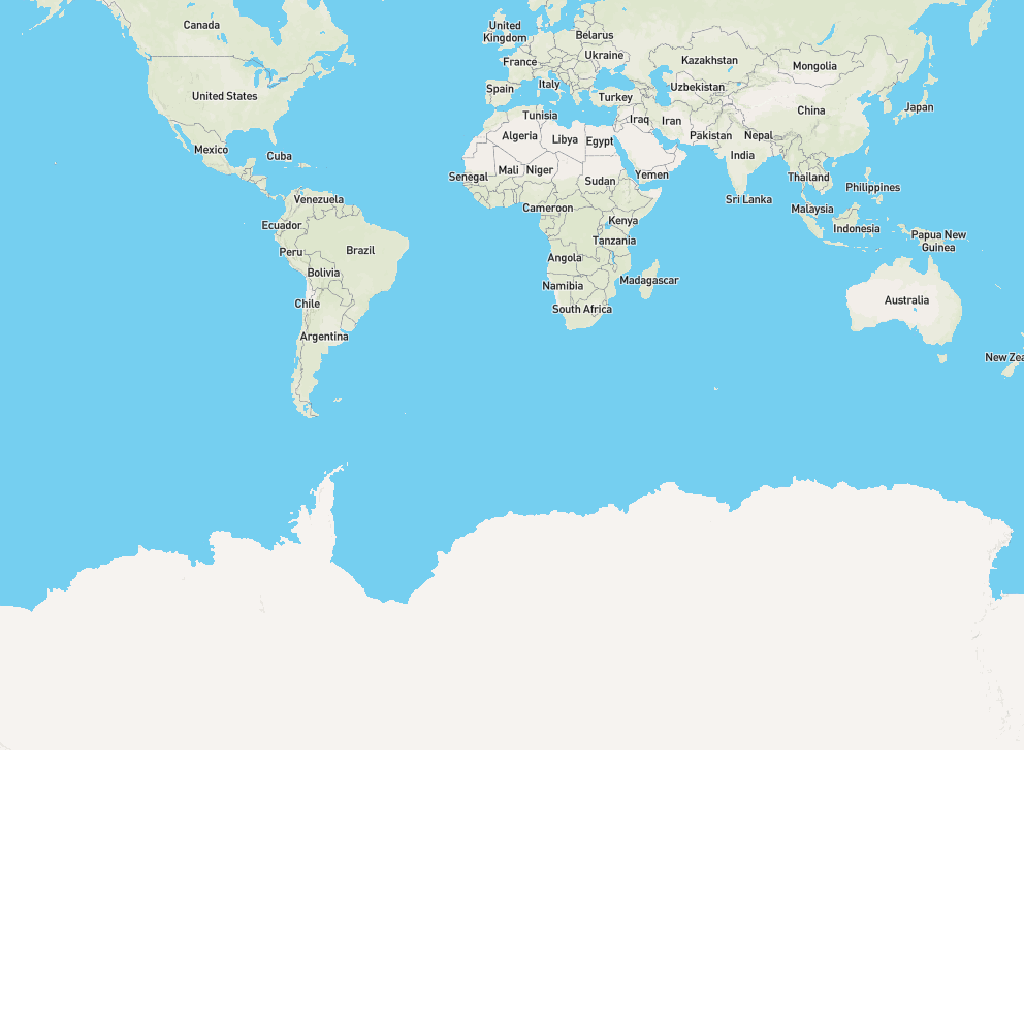 Canada
United
Kingdom
Belarus
Ukraine
France
Kazakhstan
Mongolia
Spain
Italy
Uzbekistan
United States
Turkey
China
Japan
Tunisia
Iraq
Iran
Algeria
Libya
Egypt
Pakistan
Nepal
Mexico
Cuba
India
Senegal
Mali
Niger
Sudan
Yemen
Thailand
Philippines
Venezuela
Sri Lanka
Cameroon
Malaysia
Ecuador
Kenya
Indonesia
Papua New
Guinea
Peru
Brazil
Tanzania
Angola
Bolivia
Namibia
Madagascar
Chile
South Africa
Australia
Argentina
New Zea